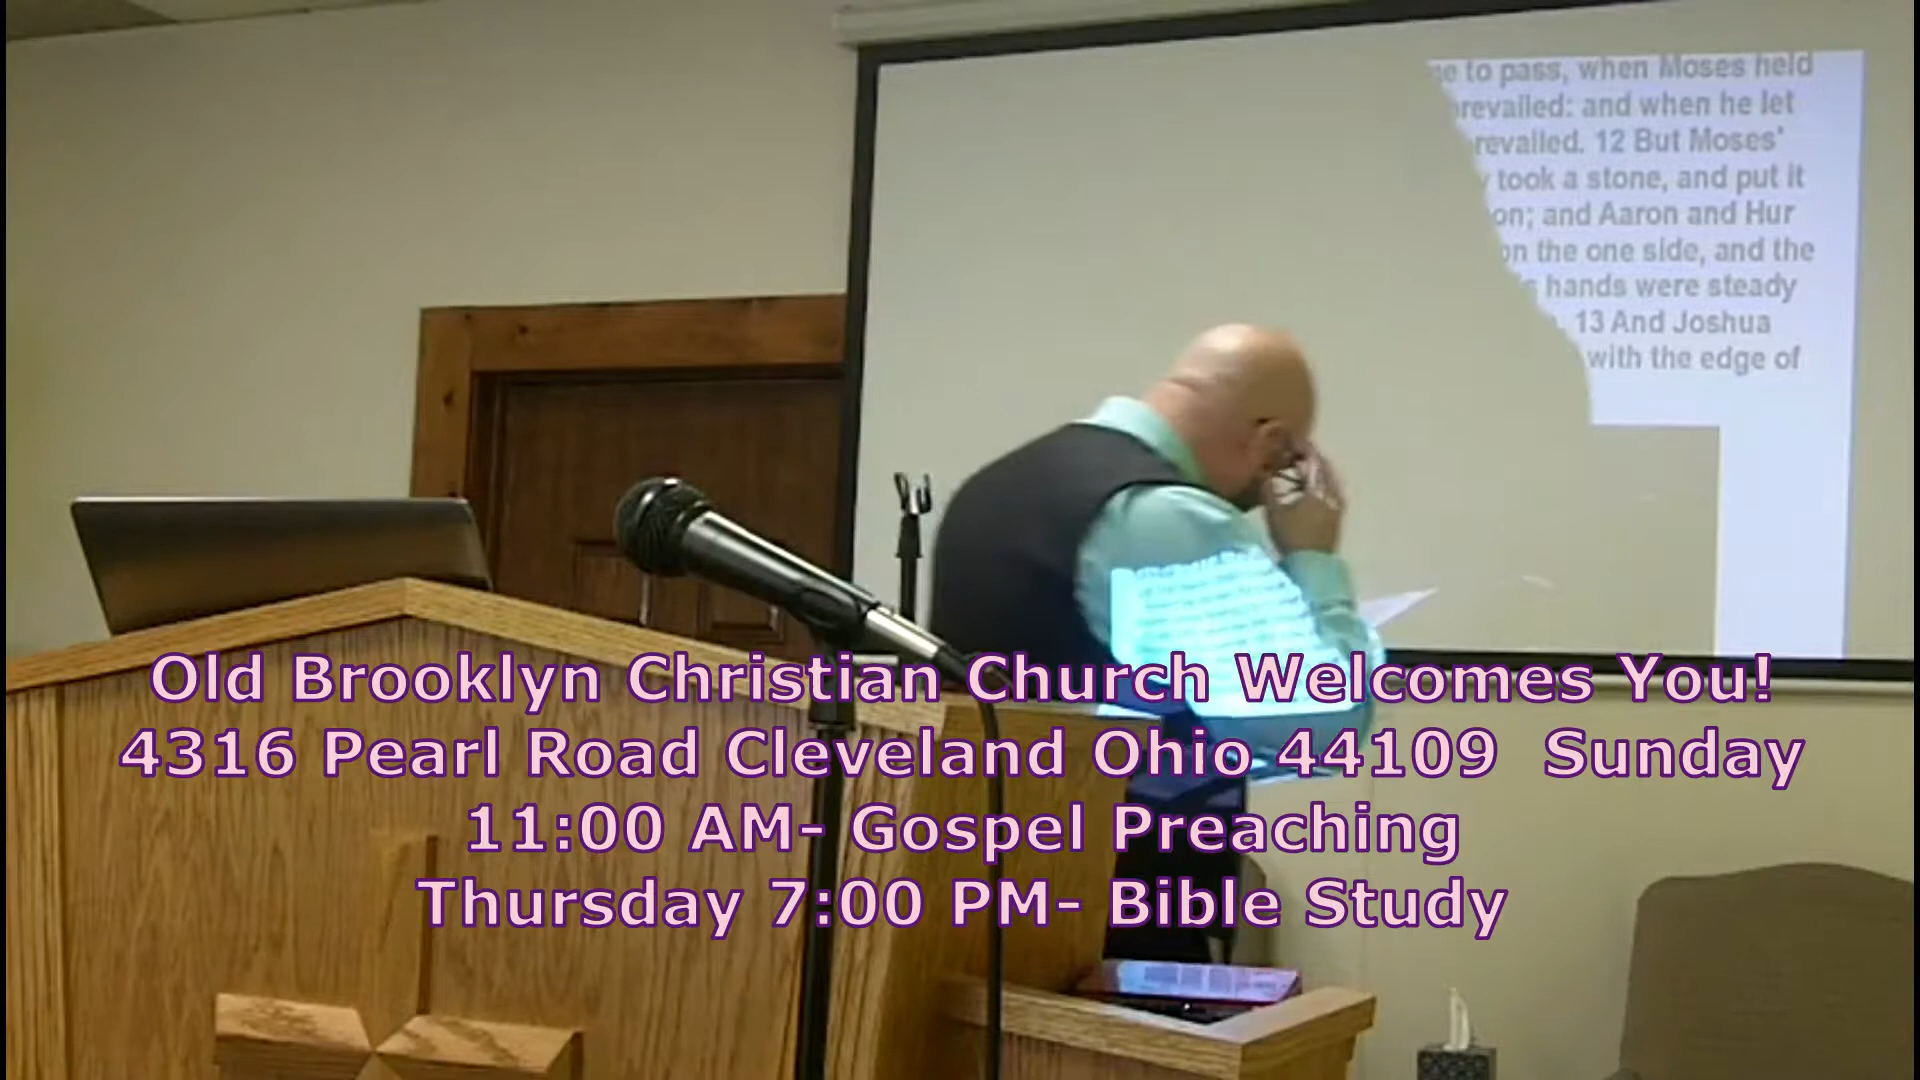 to pass, when Moses held
prevailed: and when he let
prevailed. 12 But Moses'
took a stone, and put it
on; and Aaron and Hur
on the one side, and the
hands were steady
13 And Joshua
with the edge of
Old Brooklyn Christian Church Welcomes You!
4316 Pearl Road Cleveland Ohio 44109 Sunday
11:00 AM- Gospel Preaching
Thursday 7:00 PM- Bible Study